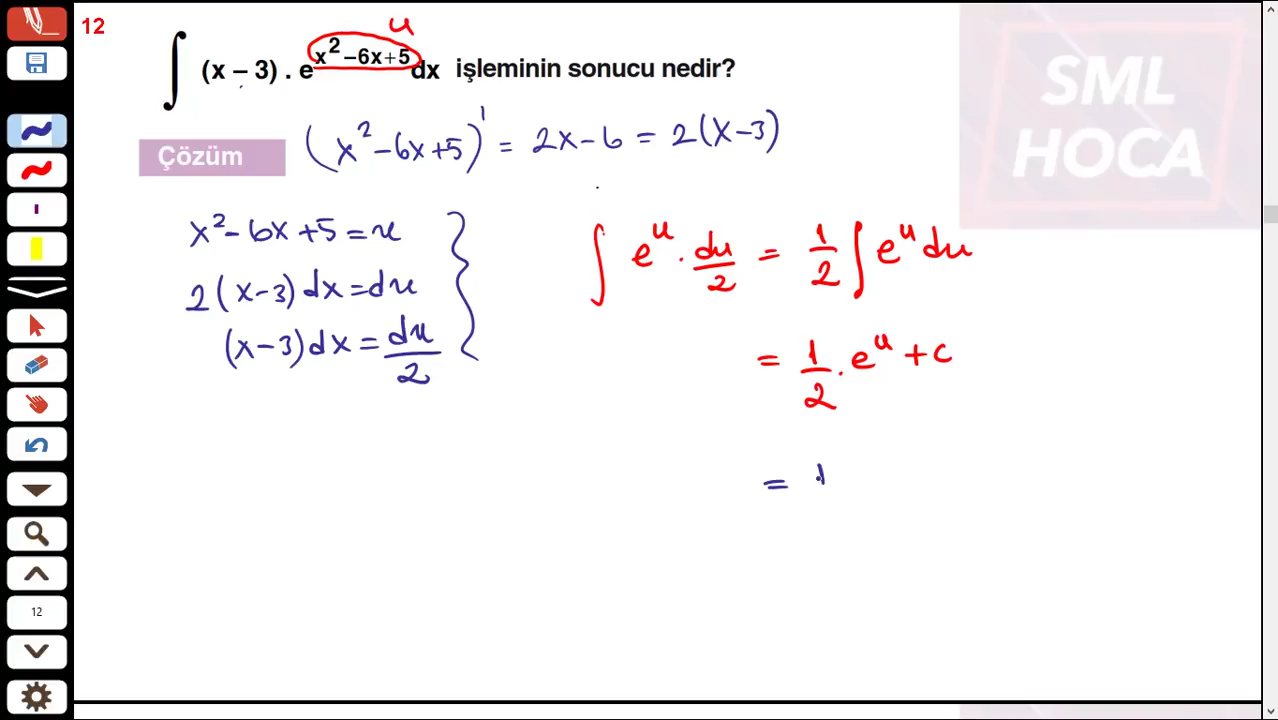 12
u
∫ (x – 3) . e^(x² –6x+5) dx işleminin sonucu nedir?
SML
HOCA
Çözüm
(x² – 6x + 5)' = 2x – 6 = 2(x – 3)
x² – 6x + 5 = u
2(x – 3)dx = du
(x – 3)dx = du/2
∫ e^u . du/2 = 1/2 ∫ e^u du
= 1/2 . e^u + c
= 1
12